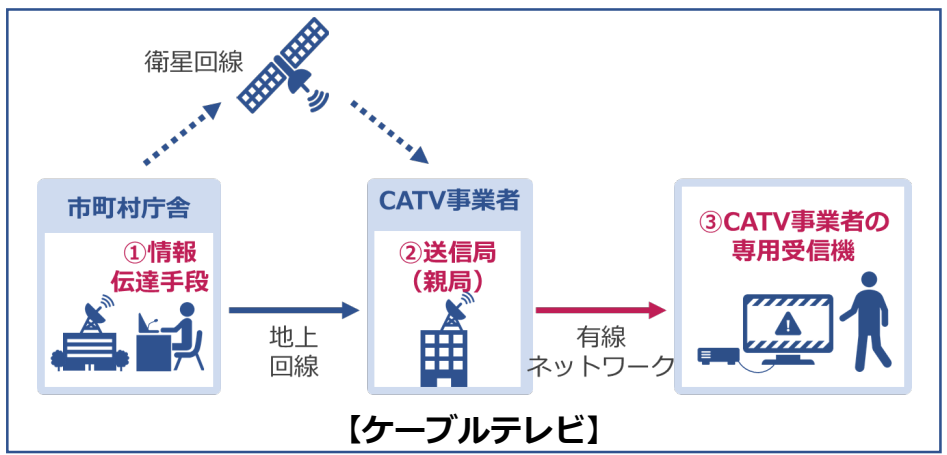 衛星回線
市町村庁舎
①情報
伝達手段
地上
回線
CATV事業者
②送信局
（親局）
有線
ネットワーク
③CATV事業者の
専用受信機
【ケーブルテレビ】